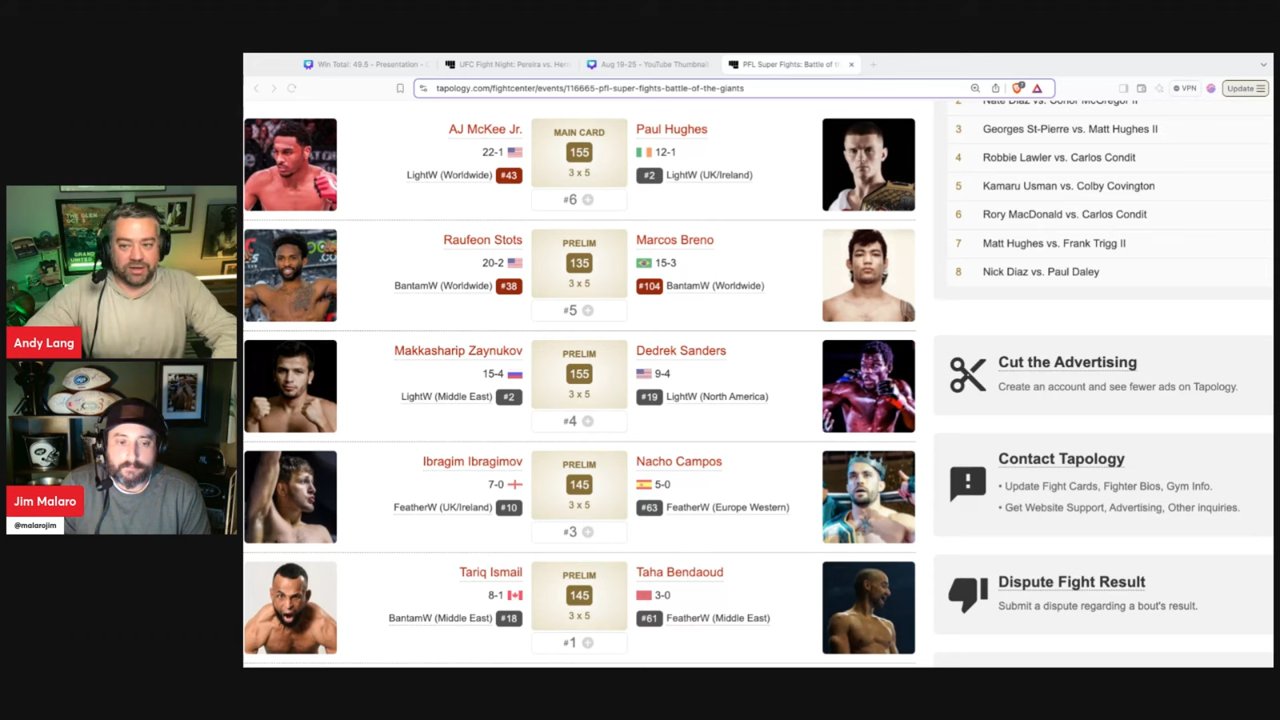 Win Total: 49.5 - Presentation - 
UFC Fight Night: Pereira vs. Her
Aug 19-25 - YouTube Thumbnail
PFL Super Fights: Battle of th
tapology.com/fightcenter/events/116665-pfl-super-fights-battle-of-the-giants
VPN
Update
AJ McKee Jr.
22-1
LightW (Worldwide) #43
MAIN CARD
155
3 x 5
#6
Paul Hughes
12-1
#2 LightW (UK/Ireland)
Raufeon Stots
20-2
BantamW (Worldwide) #38
PRELIM
135
3 x 5
#5
Marcos Breno
15-3
#104 BantamW (Worldwide)
Makkasharip Zaynukov
15-4
LightW (Middle East) #2
PRELIM
155
3 x 5
#4
Dedrek Sanders
9-4
#19 LightW (North America)
Ibragim Ibragimov
7-0
FeatherW (UK/Ireland) #10
PRELIM
145
3 x 5
#3
Nacho Campos
5-0
#63 FeatherW (Europe Western)
Tariq Ismail
8-1
BantamW (Middle East) #18
PRELIM
145
3 x 5
#1
Taha Bendaoud
3-0
#61 FeatherW (Middle East)
2 Nate Diaz vs. Conor McGregor II
3 Georges St-Pierre vs. Matt Hughes II
4 Robbie Lawler vs. Carlos Condit
5 Kamaru Usman vs. Colby Covington
6 Rory MacDonald vs. Carlos Condit
7 Matt Hughes vs. Frank Trigg II
8 Nick Diaz vs. Paul Daley
Cut the Advertising
Create an account and see fewer ads on Tapology.
Contact Tapology
• Update Fight Cards, Fighter Bios, Gym Info.
• Get Website Support, Advertising, Other inquiries.
Dispute Fight Result
Submit a dispute regarding a bout's result.
Andy Lang
Jim Malaro
@malarojim